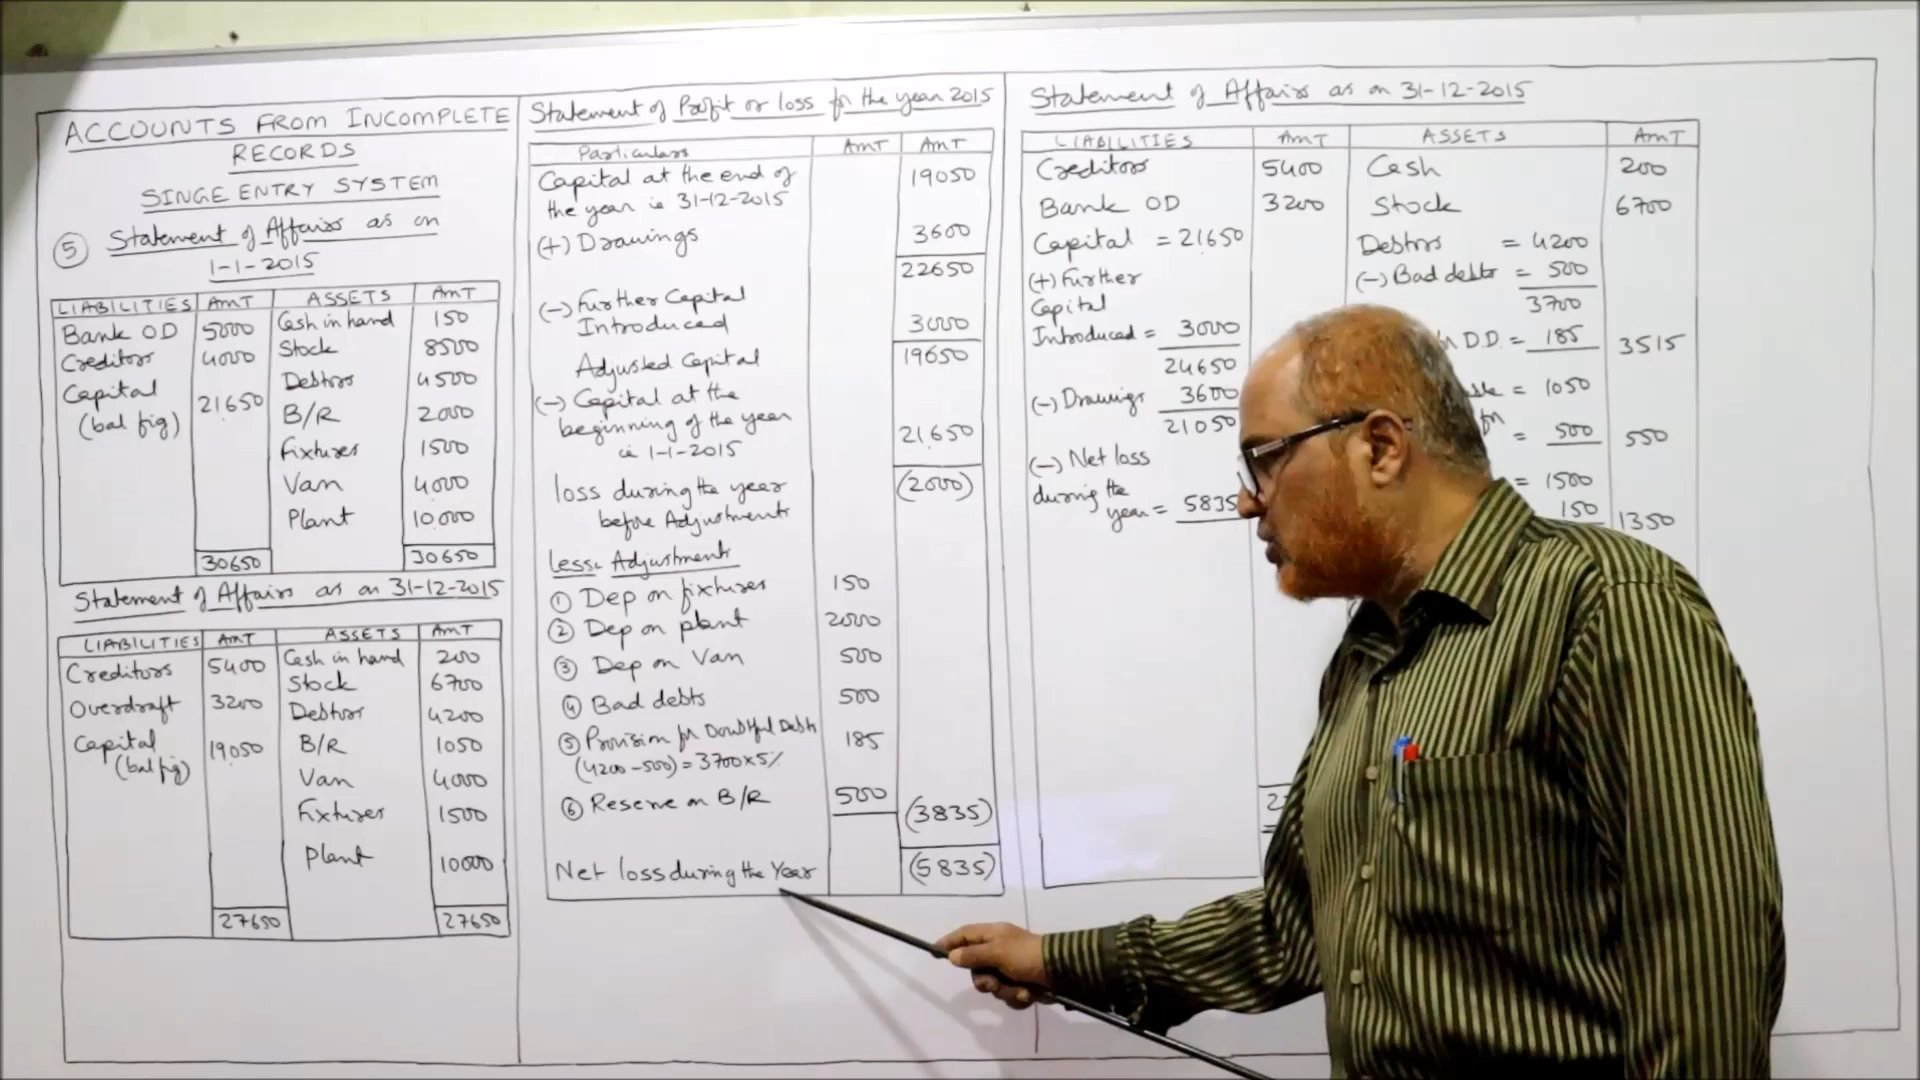 ACCOUNTS FROM INCOMPLETE
RECORDS
SINGE ENTRY SYSTEM
⑤ Statement of Affairs as on
1-1-2015
LIABILITIES AMT ASSETS AMT
Bank OD 5000 Cash in hand 150
Creditors 4000 Stock 8500
Capital 21650 Debtors 4500
(bal fig) B/R 2000
Fixtures 1500
Van 4000
Plant 10,000
30650 30650
Statement of Affairs as on 31-12-2015
LIABILITIES AMT ASSETS AMT
Creditors 5400 Cash in hand 200
Stock 6700
Overdraft 3200 Debtors 4200
Capital 19050 B/R 1050
(bal fig) Van 4000
Fixtures 1500
Plant 10000
27650 27650
Statement of Profit or loss for the year 2015
Particulars AMT AMT
Capital at the end of 19050
the year ie 31-12-2015
(+) Drawings 3600
22650
(-) Further Capital
Introduced 3000
Adjusted Capital 19650
(-) Capital at the
beginning of the year 21650
ie 1-1-2015
loss during the year (2000)
before Adjustments
less: Adjustments
① Dep on fixtures 150
② Dep on plant 2000
③ Dep on Van 500
④ Bad debts 500
⑤ Provision for Doubtful Debts 185
(4200-500) = 3700x5%
⑥ Reserve on B/R 500 (3835)
Net loss during the Year (5835)
Statement of Affairs as on 31-12-2015
LIABILITIES AMT ASSETS AMT
Creditors 5400 Cash 200
Bank OD 3200 Stock 6700
Capital = 21650 Debtors = 4200
(+) Further (-) Bad debts = 500
Capital 3700
Introduced = 3000 D.D. = 185 3515
24650
(-) Drawings 3600 = 1050
21050 = 500 550
(-) Net loss = 1500
during the 150 1350
year = 5835